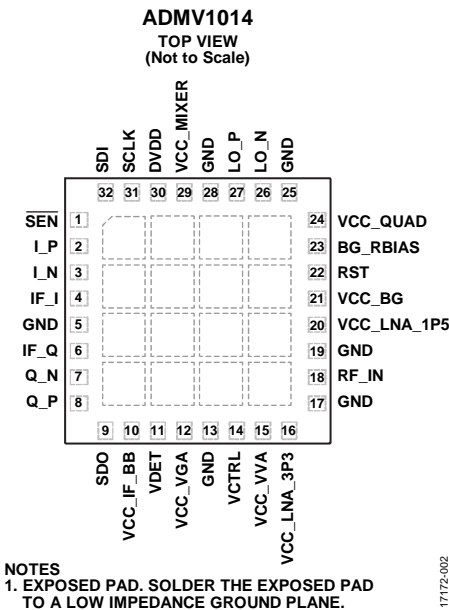 ADMV1014
TOP VIEW
(Not to Scale)
SDI
SCLK
DVDD
VCC_MIXER
GND
LO_P
LO_N
GND
32 31 30 29 28 27 26 25
SEN 1
I_P 2
I_N 3
IF_I 4
GND 5
IF_Q 6
Q_N 7
Q_P 8
24 VCC_QUAD
23 BG_RBIAS
22 RST
21 VCC_BG
20 VCC_LNA_1P5
19 GND
18 RF_IN
17 GND
9 10 11 12 13 14 15 16
SDO
VCC_IF_BB
VDET
VCC_VGA
GND
VCTRL
VCC_VVA
VCC_LNA_3P3
NOTES
1. EXPOSED PAD. SOLDER THE EXPOSED PAD
TO A LOW IMPEDANCE GROUND PLANE.
17172-002